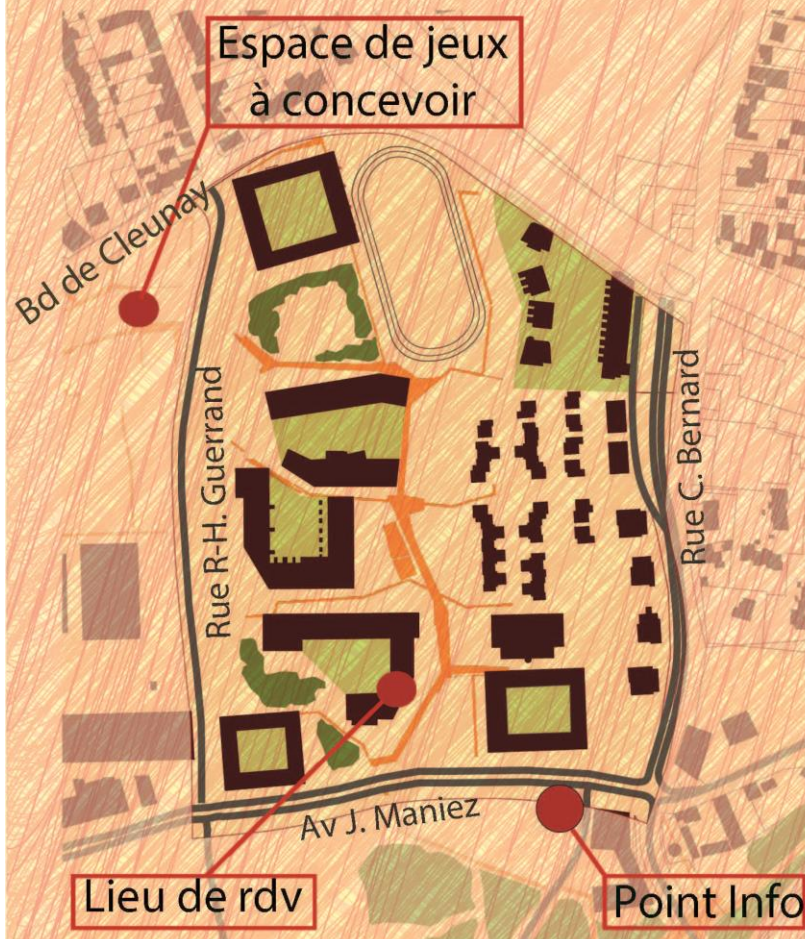 Espace de jeux
à concevoir
Bd de Cleunay
Rue R-H. Guerrand
Rue C. Bernard
Av J. Maniez
Lieu de rdv
Point Info